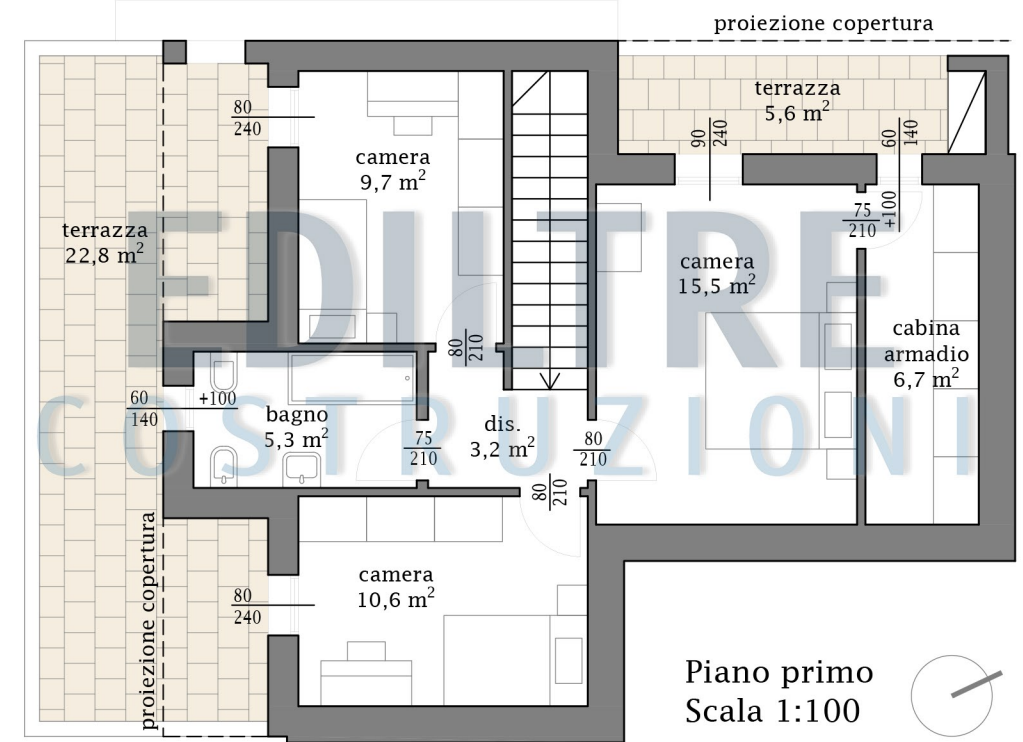 proiezione copertura
terrazza
5,6 m²
80
240
camera
9,7 m²
90
240
60
140
terrazza
22,8 m²
75
210
+100
camera
15,5 m²
EDILTRE
COSTRUZIONI
80
210
cabina
armadio
6,7 m²
60
140
+100
bagno
5,3 m²
75
210
dis.
3,2 m²
80
210
80
210
camera
10,6 m²
80
240
proiezione copertura
Piano primo
Scala 1:100